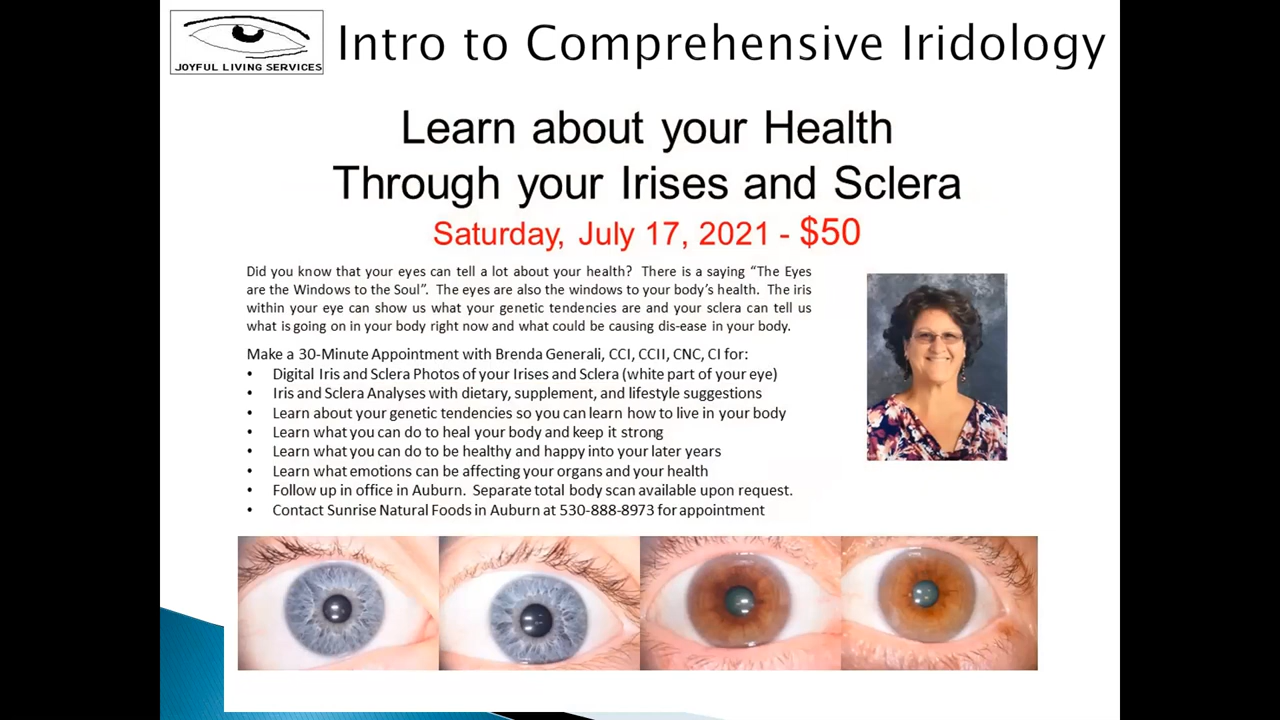 JOYFUL LIVING SERVICES
Intro to Comprehensive Iridology
Learn about your Health
Through your Irises and Sclera
Saturday, July 17, 2021 - $50
Did you know that your eyes can tell a lot about your health? There is a saying “The Eyes
are the Windows to the Soul”. The eyes are also the windows to your body’s health. The iris
within your eye can show us what your genetic tendencies are and your sclera can tell us
what is going on in your body right now and what could be causing dis-ease in your body.
Make a 30-Minute Appointment with Brenda Generali, CCI, CCII, CNC, CI for:
• Digital Iris and Sclera Photos of your Irises and Sclera (white part of your eye)
• Iris and Sclera Analyses with dietary, supplement, and lifestyle suggestions
• Learn about your genetic tendencies so you can learn how to live in your body
• Learn what you can do to heal your body and keep it strong
• Learn what you can do to be healthy and happy into your later years
• Learn what emotions can be affecting your organs and your health
• Follow up in office in Auburn. Separate total body scan available upon request.
• Contact Sunrise Natural Foods in Auburn at 530-888-8973 for appointment